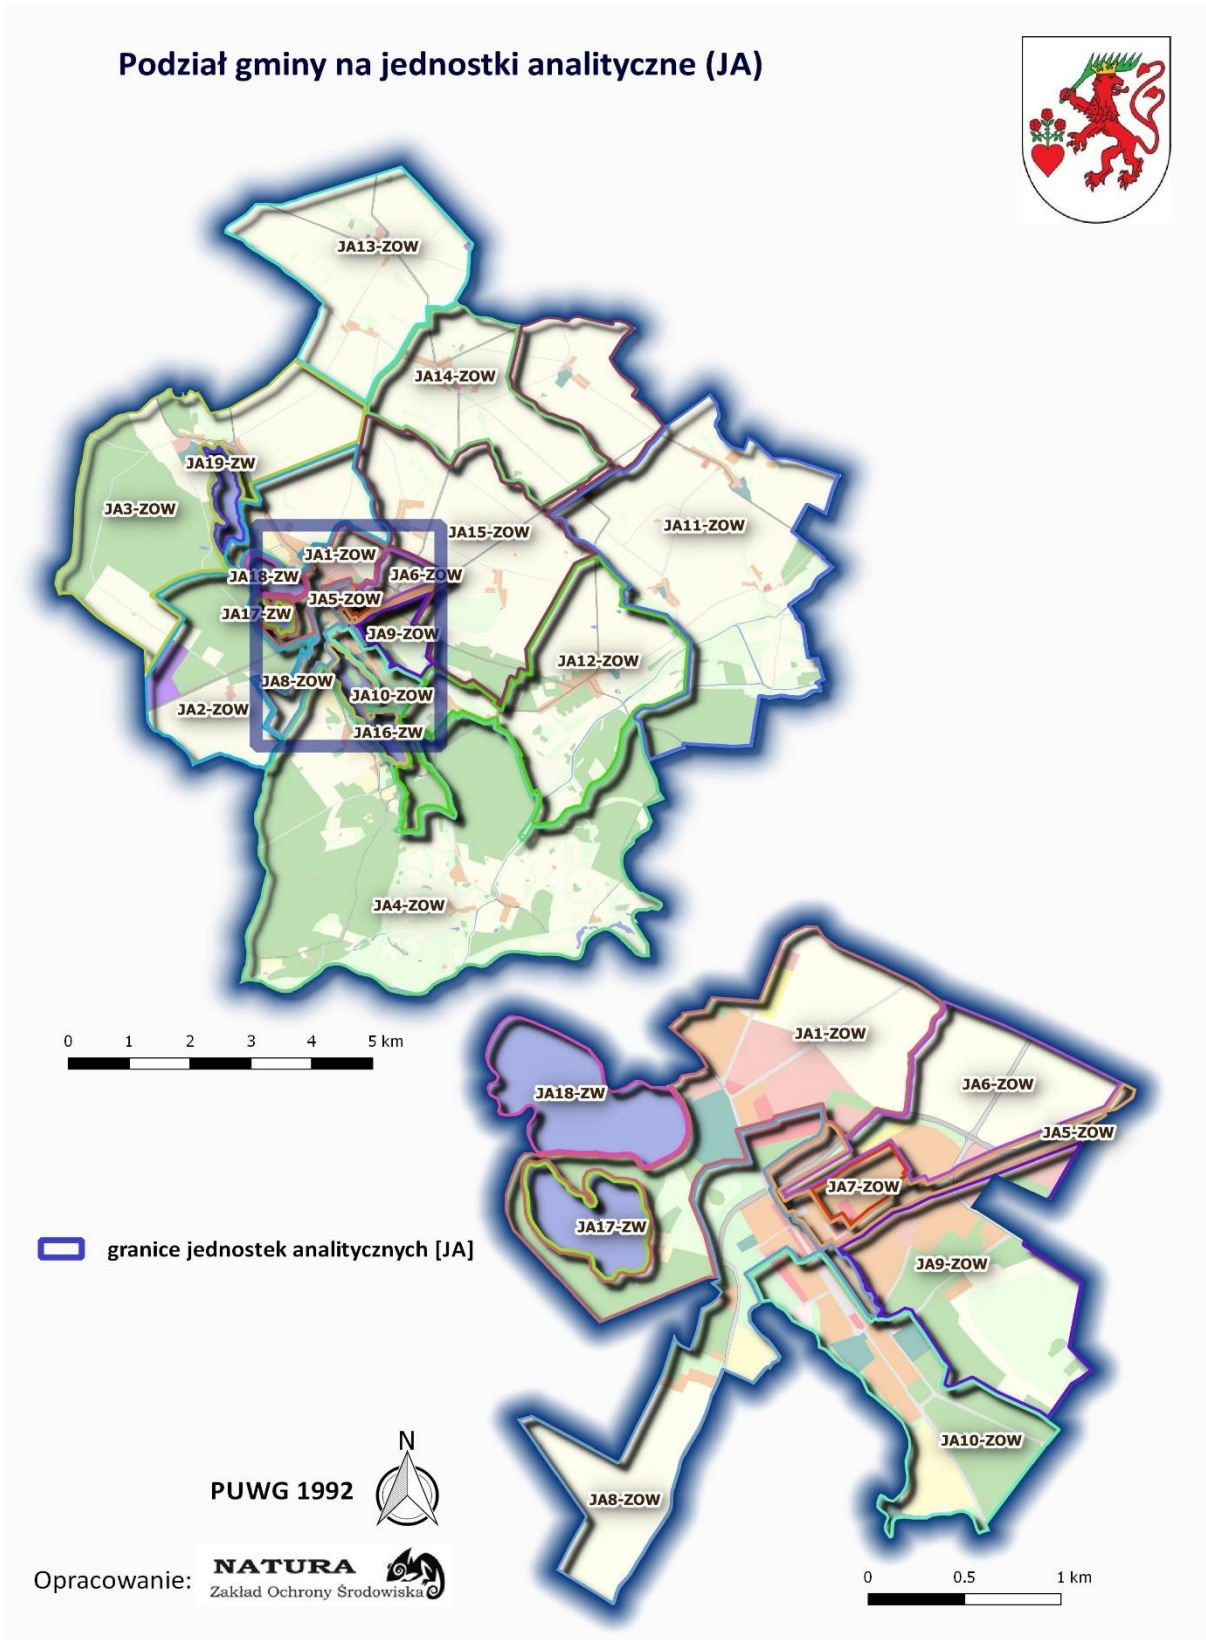 Podział gminy na jednostki analityczne (JA)
JA13-ZOW
JA14-ZOW
JA19-ZW
JA3-ZOW
JA11-ZOW
JA15-ZOW
JA1-ZOW
JA18-ZW
JA6-ZOW
JA5-ZOW
JA17-ZW
JA9-ZOW
JA12-ZOW
JA8-ZOW
JA10-ZOW
JA2-ZOW
JA16-ZW
JA4-ZOW
0 1 2 3 4 5 km
JA1-ZOW
JA6-ZOW
JA18-ZW
JA5-ZOW
JA7-ZOW
JA17-ZW
granice jednostek analitycznych [JA]
JA9-ZOW
JA10-ZOW
N
PUWG 1992
JA8-ZOW
Opracowanie:
NATURA
Zakład Ochrony Środowiska
0 0.5 1 km